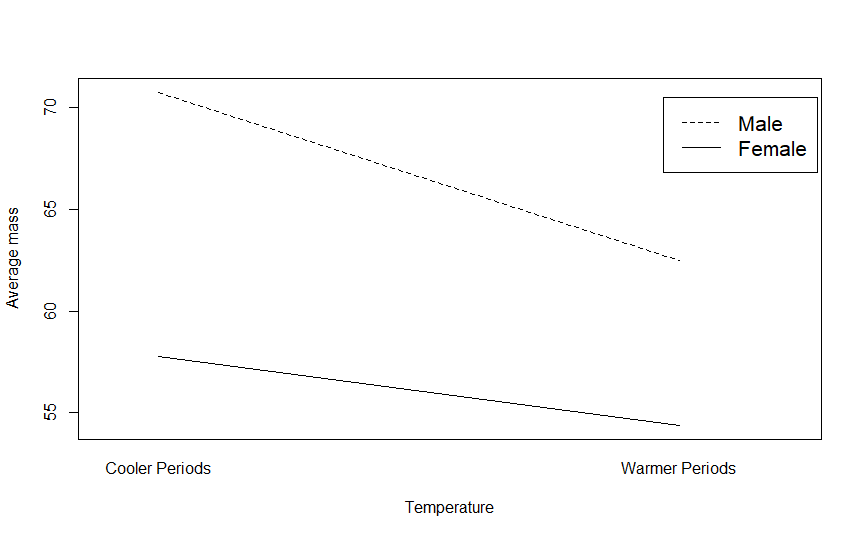 70
65
60
55
Average mass
Male
Female
Cooler Periods
Warmer Periods
Temperature